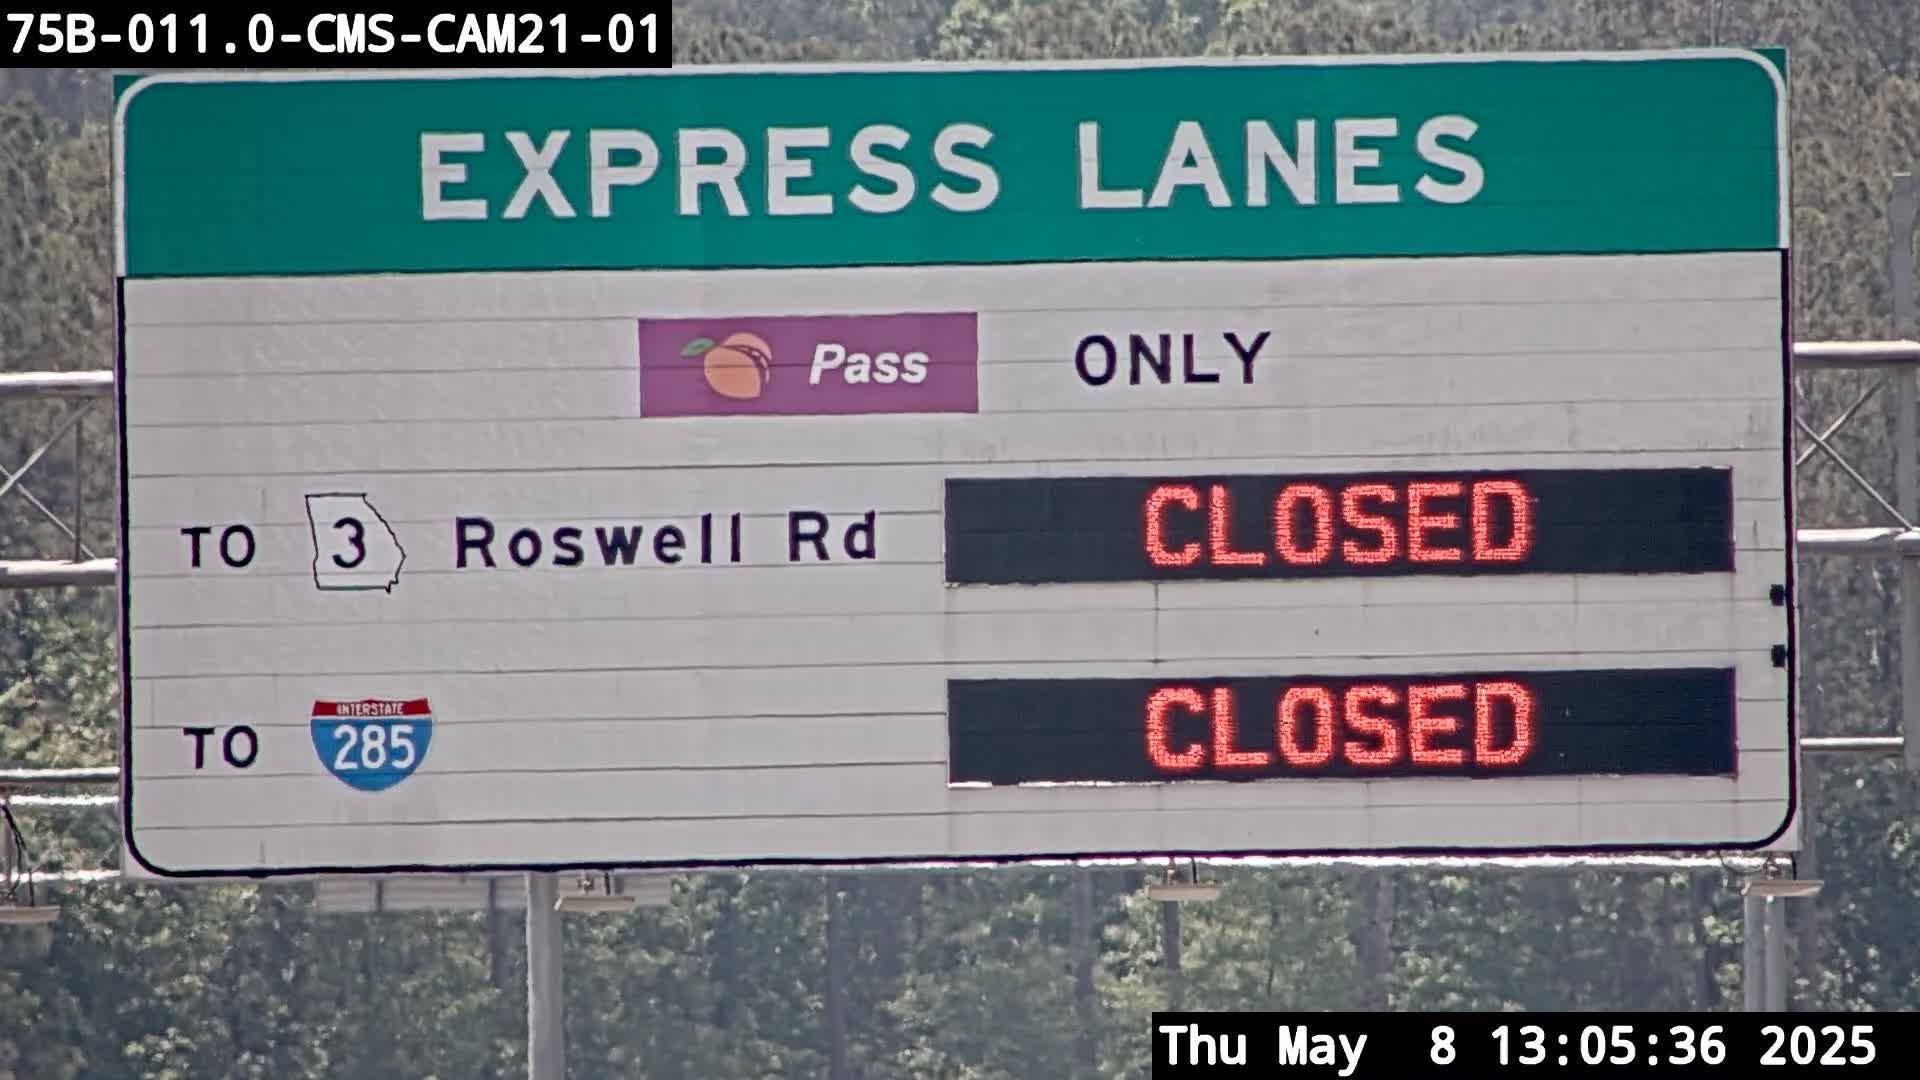 75B-011.0-CMS-CAM21-01
EXPRESS LANES
Pass ONLY
TO 3 Roswell Rd CLOSED
INTERSTATE
TO 285 CLOSED
Thu May 8 13:05:36 2025